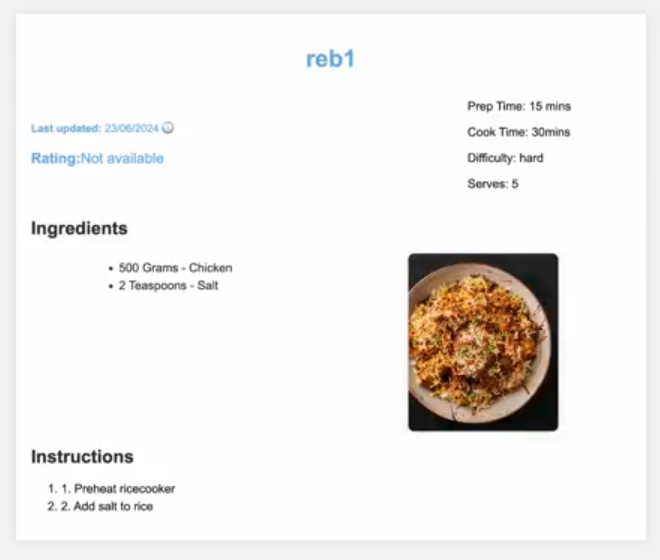 reb1
Last updated: 23/06/2024
Rating:Not available
Prep Time: 15 mins
Cook Time: 30mins
Difficulty: hard
Serves: 5
Ingredients
• 500 Grams - Chicken
• 2 Teaspoons - Salt
Instructions
1. 1. Preheat ricecooker
2. 2. Add salt to rice